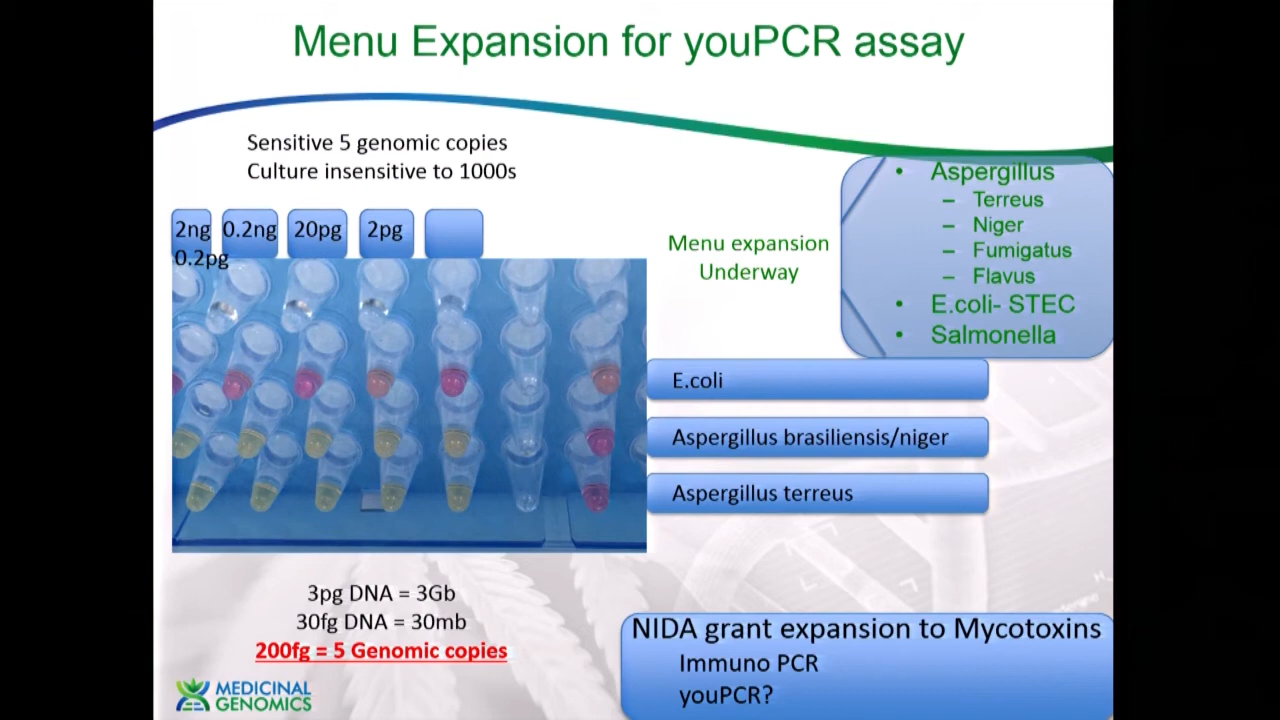 Menu Expansion for youPCR assay
Sensitive 5 genomic copies
Culture insensitive to 1000s
2ng 0.2ng 20pg 2pg
0.2pg
Menu expansion
Underway
• Aspergillus
– Terreus
– Niger
– Fumigatus
– Flavus
• E.coli- STEC
• Salmonella
E.coli
Aspergillus brasiliensis/niger
Aspergillus terreus
3pg DNA = 3Gb
30fg DNA = 30mb
200fg = 5 Genomic copies
NIDA grant expansion to Mycotoxins
Immuno PCR
youPCR?
MEDICINAL
GENOMICS